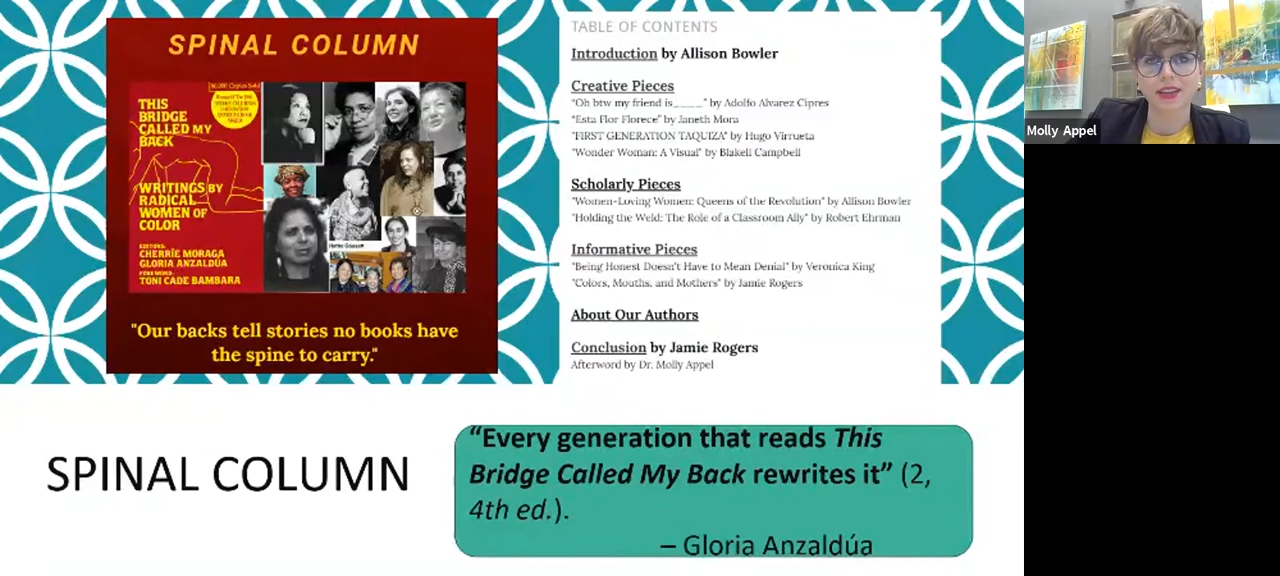 SPINAL COLUMN
THIS
BRIDGE
CALLED MY
BACK
WRITINGS BY
RADICAL
WOMEN OF
COLOR
EDITORS:
CHERRÍE MORAGA
GLORIA ANZALDÚA
FOREWORD:
TONI CADE BAMBARA
"Our backs tell stories no books have
the spine to carry."
TABLE OF CONTENTS
Introduction by Allison Bowler
Creative Pieces
"Oh btw my friend is____" by Adolfo Alvarez Cipres
"Esta Flor Florece" by Janeth Mora
"FIRST GENERATION TAQUIZA" by Hugo Virrueta
"Wonder Woman: A Visual" by Blakeli Campbell
Scholarly Pieces
"Women-Loving Women: Queens of the Revolution" by Allison Bowler
"Holding the Weld: The Role of a Classroom Ally" by Robert Ehrman
Informative Pieces
"Being Honest Doesn't Have to Mean Denial" by Veronica King
"Colors, Mouths, and Mothers" by Jamie Rogers
About Our Authors
Conclusion by Jamie Rogers
Afterword by Dr. Molly Appel
Molly Appel
SPINAL COLUMN
“Every generation that reads This
Bridge Called My Back rewrites it” (2,
4th ed.).
– Gloria Anzaldúa